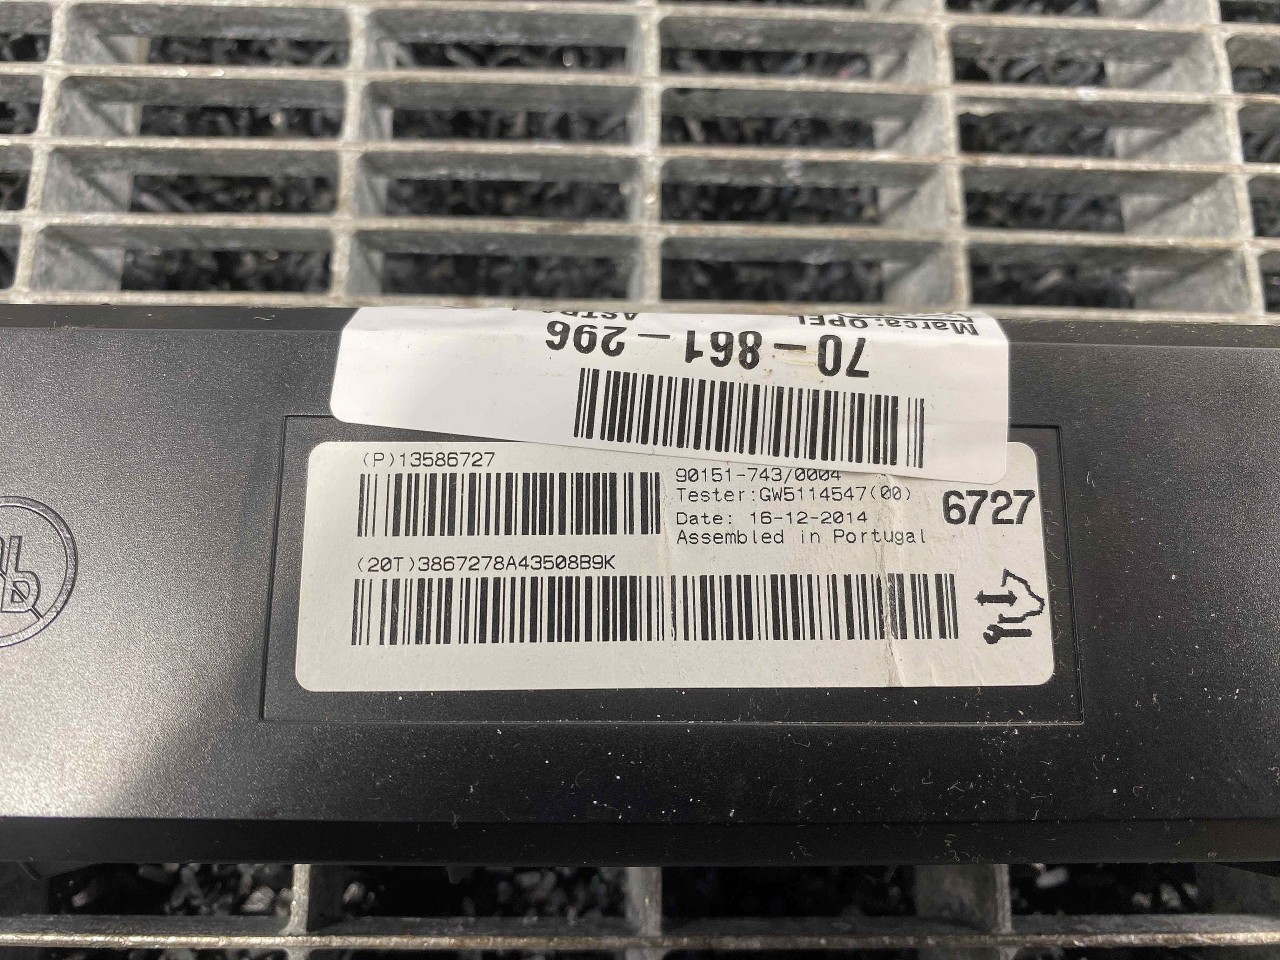 Marca: OPEL
70-861-296
(P)13586727
90151-743/0004
Tester:GW5114547(00)
Date: 16-12-2014
Assembled in Portugal
6727
(20T)3867278A43508B9K